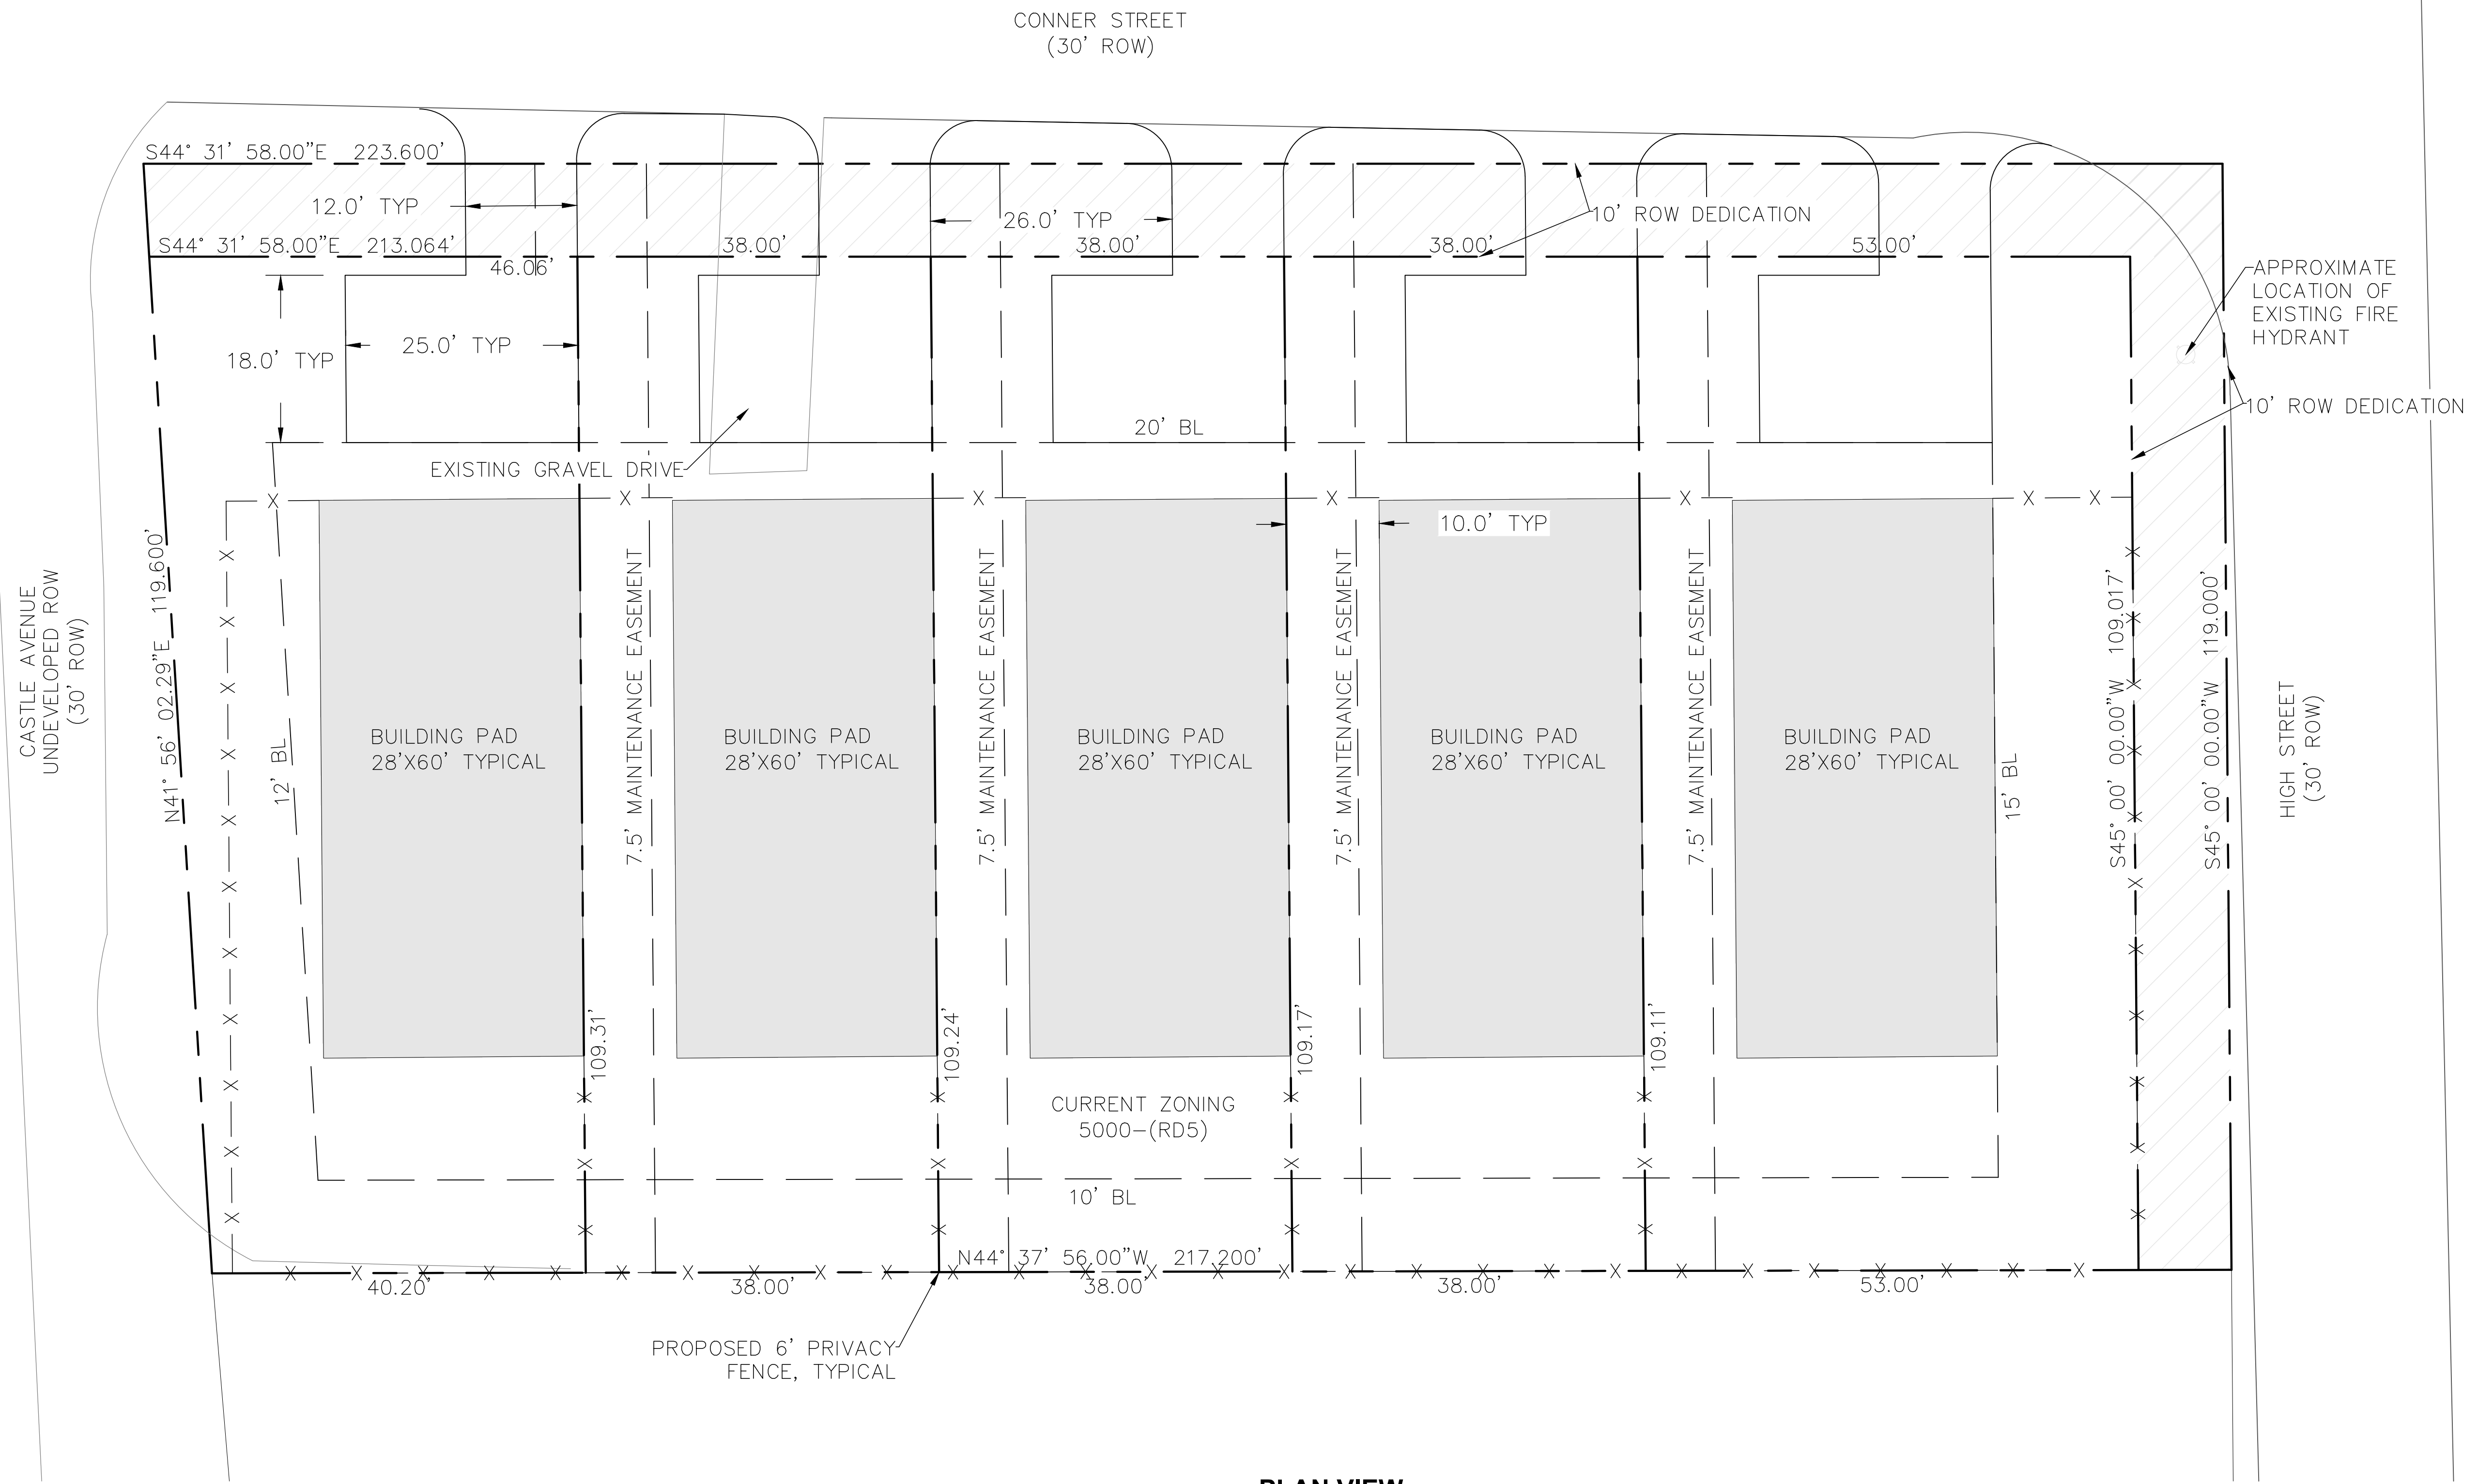 CONNER STREET
(30' ROW)
S44° 31' 58.00"E 223.600'
12.0' TYP
26.0' TYP
10' ROW DEDICATION
S44° 31' 58.00"E 213.064'
46.06'
38.00'
38.00'
38.00'
53.00'
APPROXIMATE
LOCATION OF
EXISTING FIRE
HYDRANT
25.0' TYP
18.0' TYP
10' ROW DEDICATION
20' BL
EXISTING GRAVEL DRIVE
10.0' TYP
CASTLE AVENUE
UNDEVELOPED ROW
(30' ROW)
N41° 56' 02.29"E 119.600'
12' BL
BUILDING PAD
28'X60' TYPICAL
7.5' MAINTENANCE EASEMENT
BUILDING PAD
28'X60' TYPICAL
7.5' MAINTENANCE EASEMENT
BUILDING PAD
28'X60' TYPICAL
7.5' MAINTENANCE EASEMENT
BUILDING PAD
28'X60' TYPICAL
7.5' MAINTENANCE EASEMENT
BUILDING PAD
28'X60' TYPICAL
15' BL
S45° 00' 00.00"W 109.017'
S45° 00' 00.00"W 119.000'
HIGH STREET
(30' ROW)
109.31'
109.24'
109.17'
109.11'
CURRENT ZONING
5000-(RD5)
10' BL
N44° 37' 56.00"W 217.200'
40.20'
38.00'
38.00'
38.00'
53.00'
PROPOSED 6' PRIVACY
FENCE, TYPICAL
PLAN VIEW